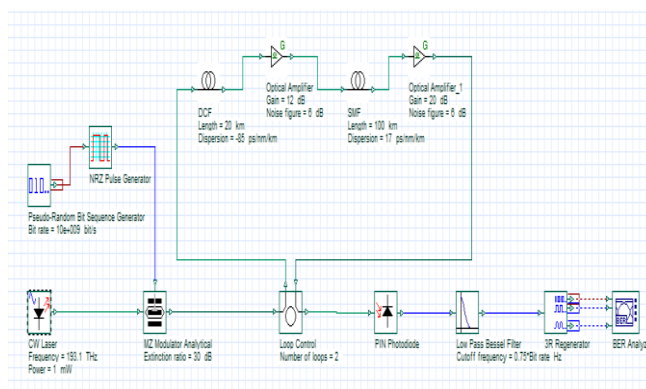 G
G
DCF
Length = 20 km
Dispersion = -85 ps/nm/km
Optical Amplifier
Gain = 12 dB
Noise figure = 6 dB
SMF
Length = 100 km
Dispersion = 17 ps/nm/km
Optical Amplifier_1
Gain = 20 dB
Noise figure = 6 dB
NRZ Pulse Generator
Pseudo-Random Bit Sequence Generator
Bit rate = 10e+009 bit/s
CW Laser
Frequency = 193.1 THz
Power = 1 mW
MZ Modulator Analytical
Extinction ratio = 30 dB
Loop Control
Number of loops = 2
PIN Photodiode
Low Pass Bessel Filter
Cutoff frequency = 0.75*Bit rate Hz
3R Regenerator
BER
BER Analyz